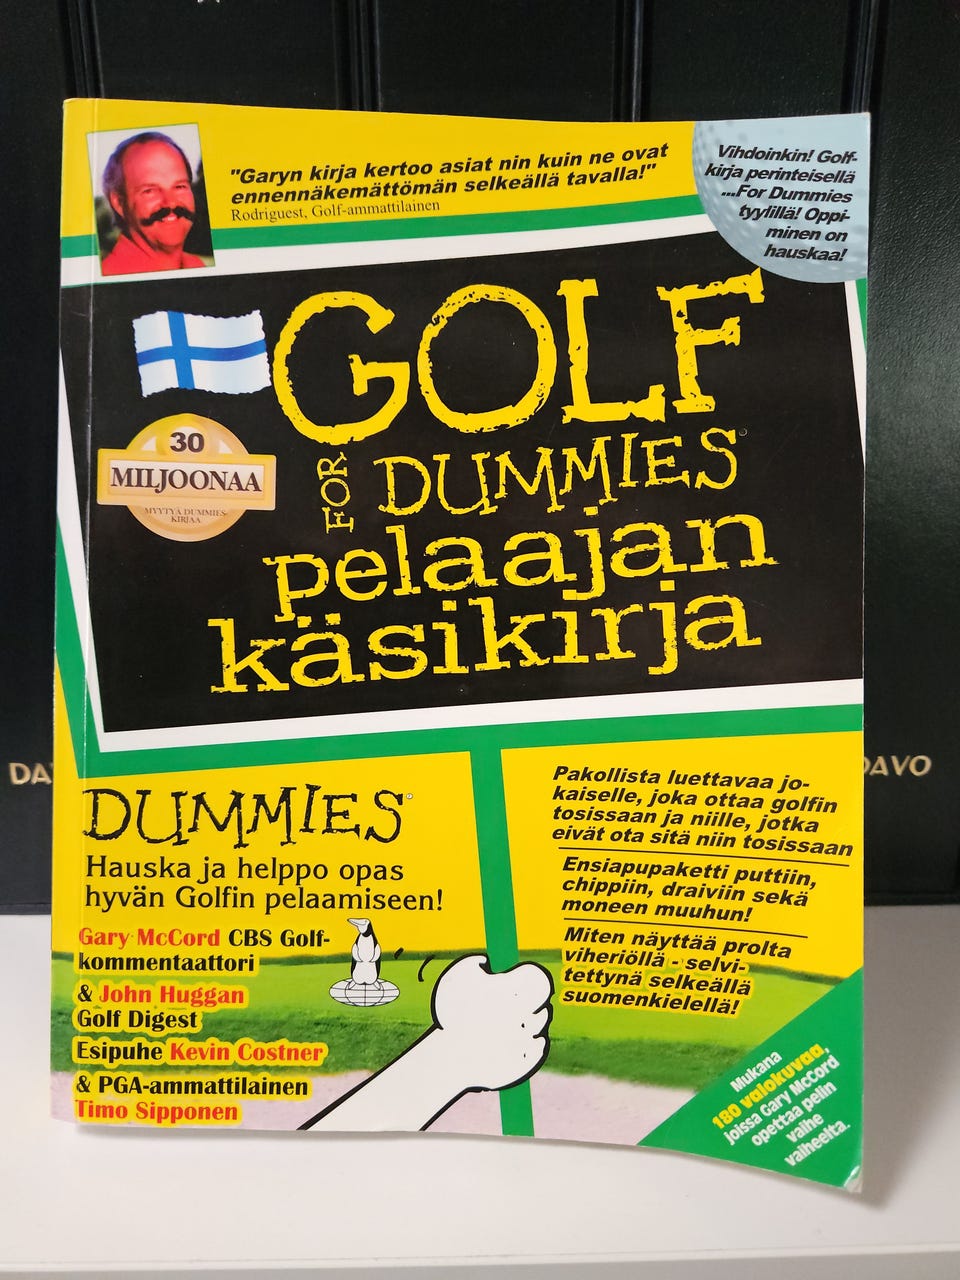 "Garyn kirja kertoo asiat nin kuin ne ovat
ennennäkemättömän selkeällä tavalla!"
Rodriguest, Golf-ammattilainen
Vihdoinkin! Golf-
kirja perinteisellä
...For Dummies
tyylillä! Oppi-
minen on
hauskaa!
GOLF
FOR
DUMMIES®
pelaajan
käsikirja
30
MILJOONAA
MYYTYÄ DUMMIES-
KIRJAA
DAVO
DUMMIES®
Hauska ja helppo opas
hyvän Golfin pelaamiseen!
Gary McCord CBS Golf-
kommentaattori
& John Huggan
Golf Digest
Esipuhe Kevin Costner
& PGA-ammattilainen
Timo Sipponen
Pakollista luettavaa jo-
kaiselle, joka ottaa golfin
tosissaan ja niille, jotka
eivät ota sitä niin tosissaan
Ensiapupaketti puttiin,
chippiin, draiviin sekä
moneen muuhun!
Miten näyttää prolta
viheriöllä - selvi-
tettynä selkeällä
suomenkielellä!
Mukana
180 valokuvaa,
joissa Gary McCord
opettaa pelin
vaihe
vaiheelta.